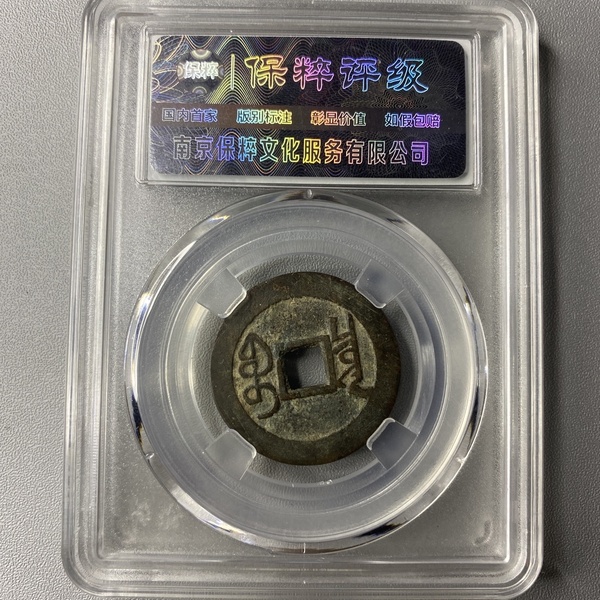 保粹 | 保粹评级
国内首家 版别标注 彰显价值 如假包赔
南京保粹文化服务有限公司